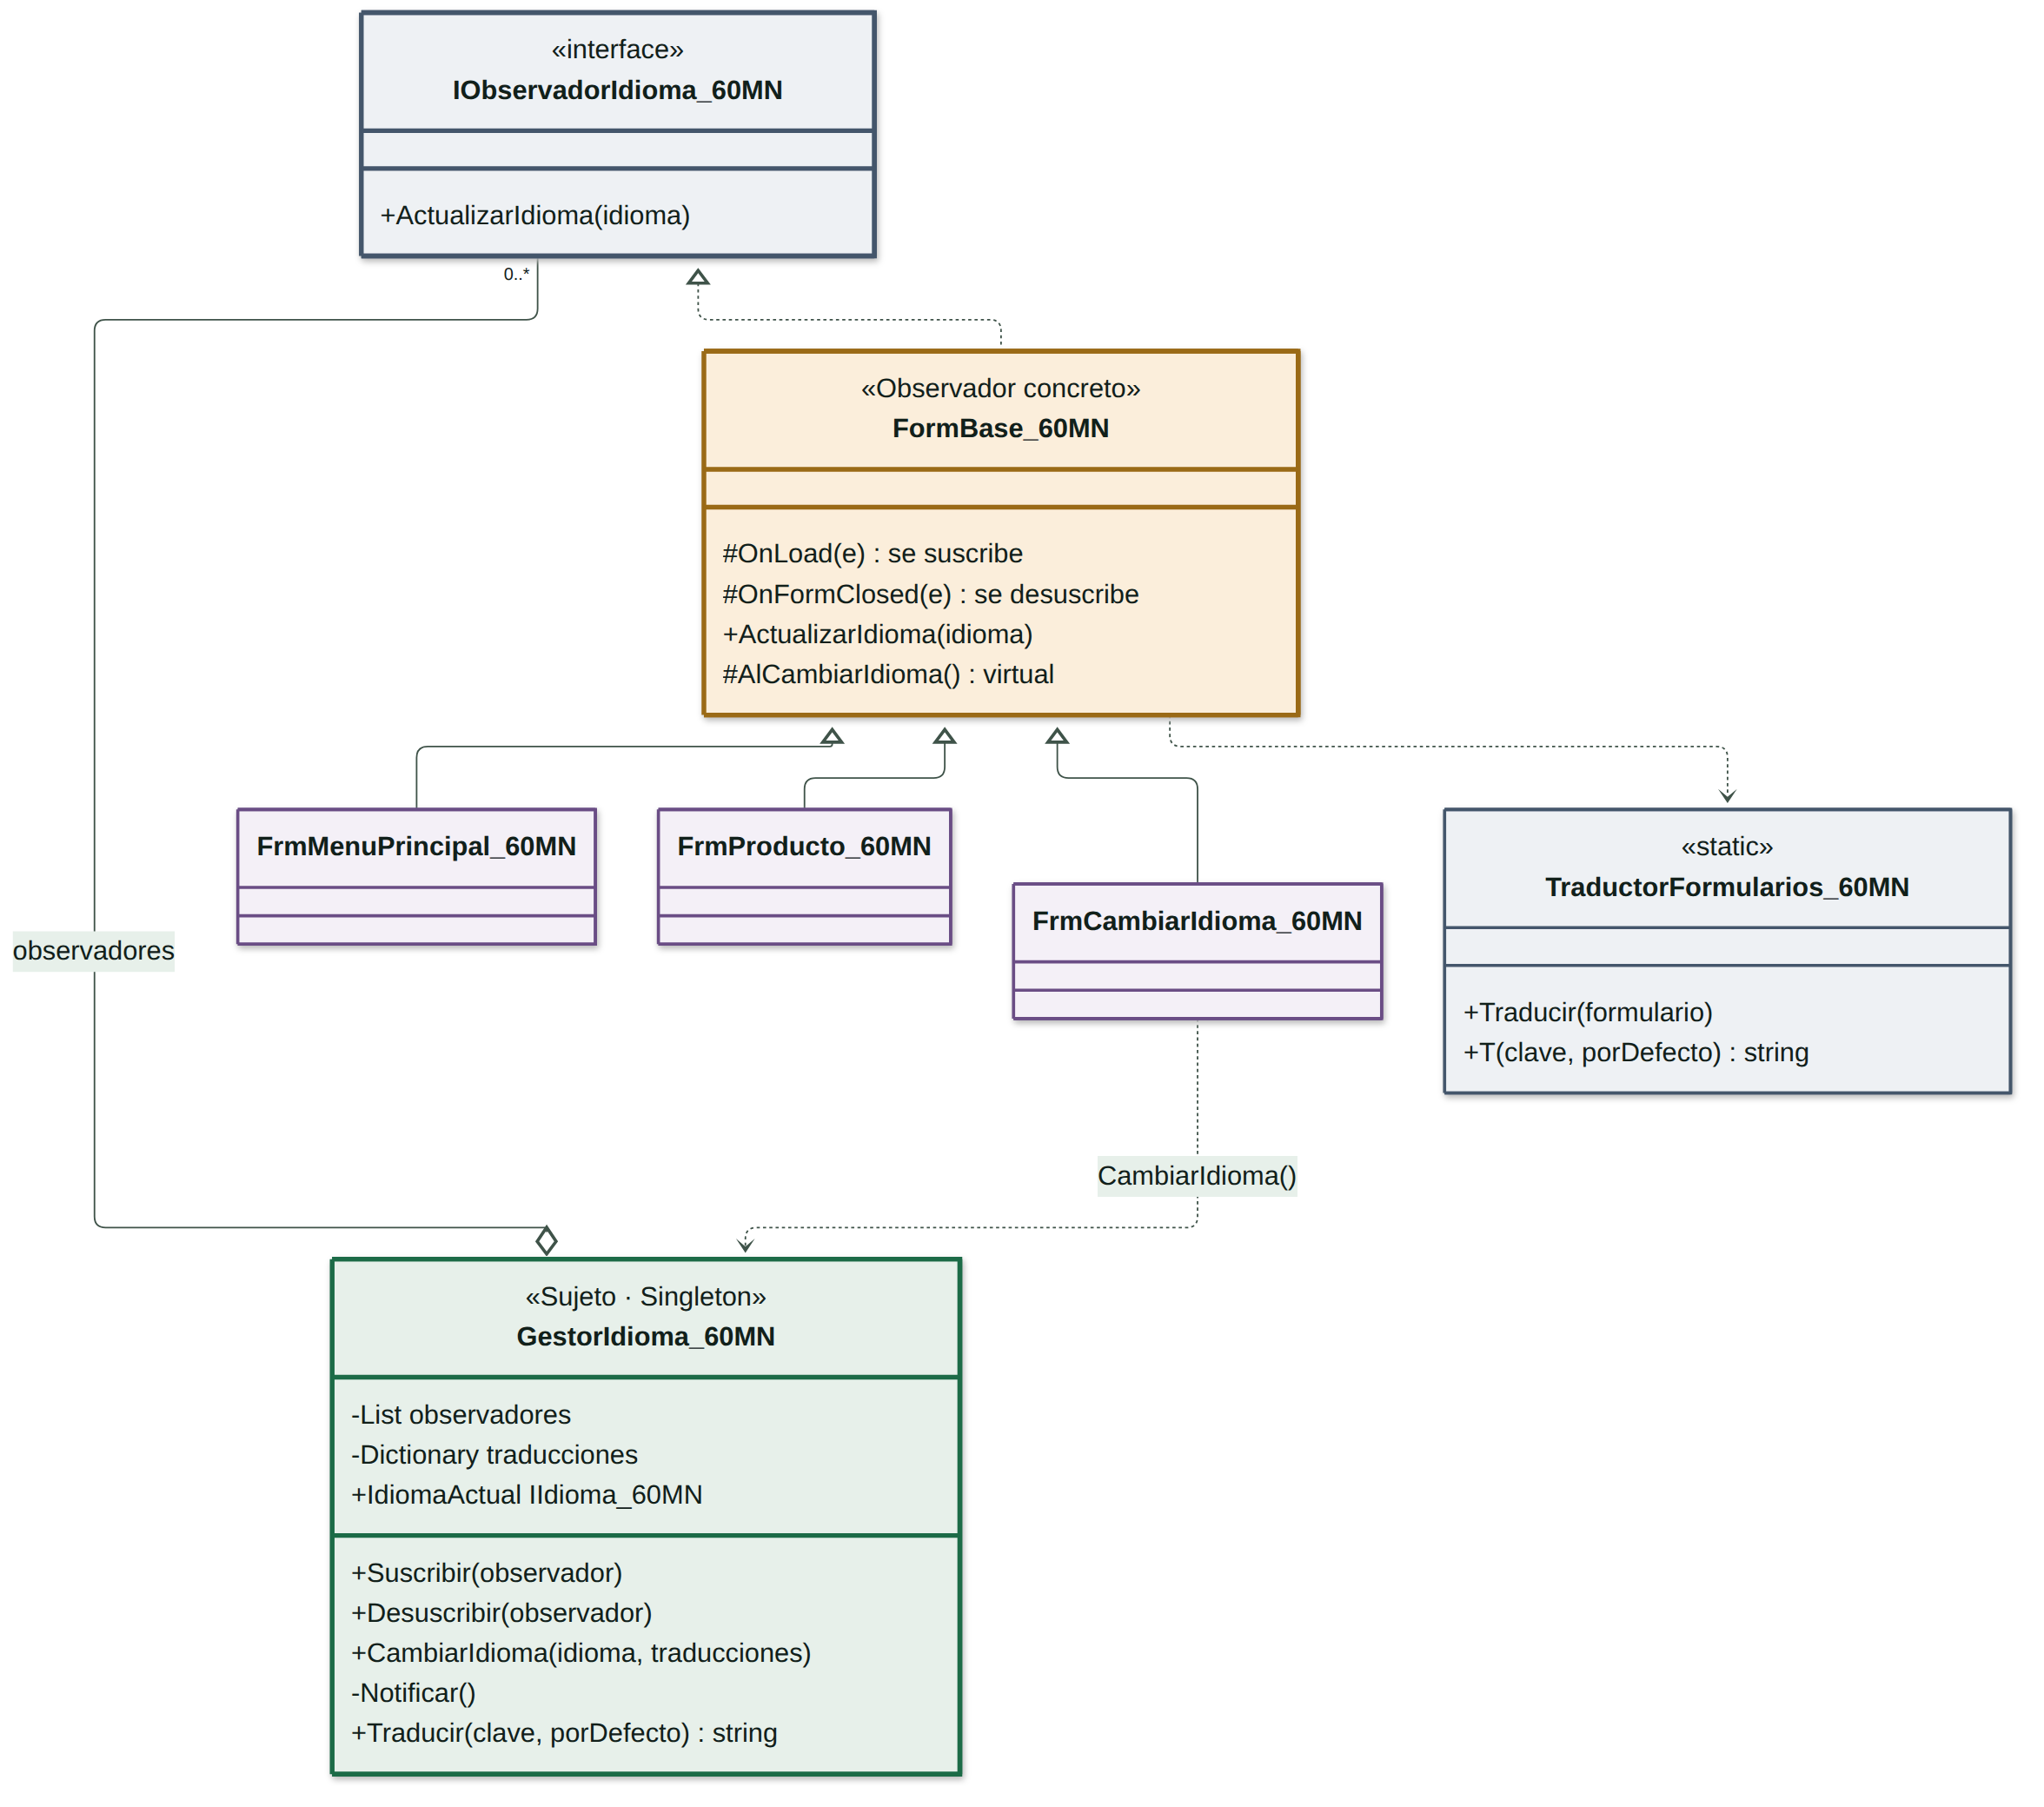 «interface»
IObservadorIdioma_60MN
+ActualizarIdioma(idioma)
0..*
«Observador concreto»
FormBase_60MN
#OnLoad(e) : se suscribe
#OnFormClosed(e) : se desuscribe
+ActualizarIdioma(idioma)
#AlCambiarIdioma() : virtual
FrmMenuPrincipal_60MN
FrmProducto_60MN
FrmCambiarIdioma_60MN
«static»
TraductorFormularios_60MN
+Traducir(formulario)
+T(clave, porDefecto) : string
observadores
CambiarIdioma()
«Sujeto · Singleton»
GestorIdioma_60MN
-List observadores
-Dictionary traducciones
+IdiomaActual IIdioma_60MN
+Suscribir(observador)
+Desuscribir(observador)
+CambiarIdioma(idioma, traducciones)
-Notificar()
+Traducir(clave, porDefecto) : string